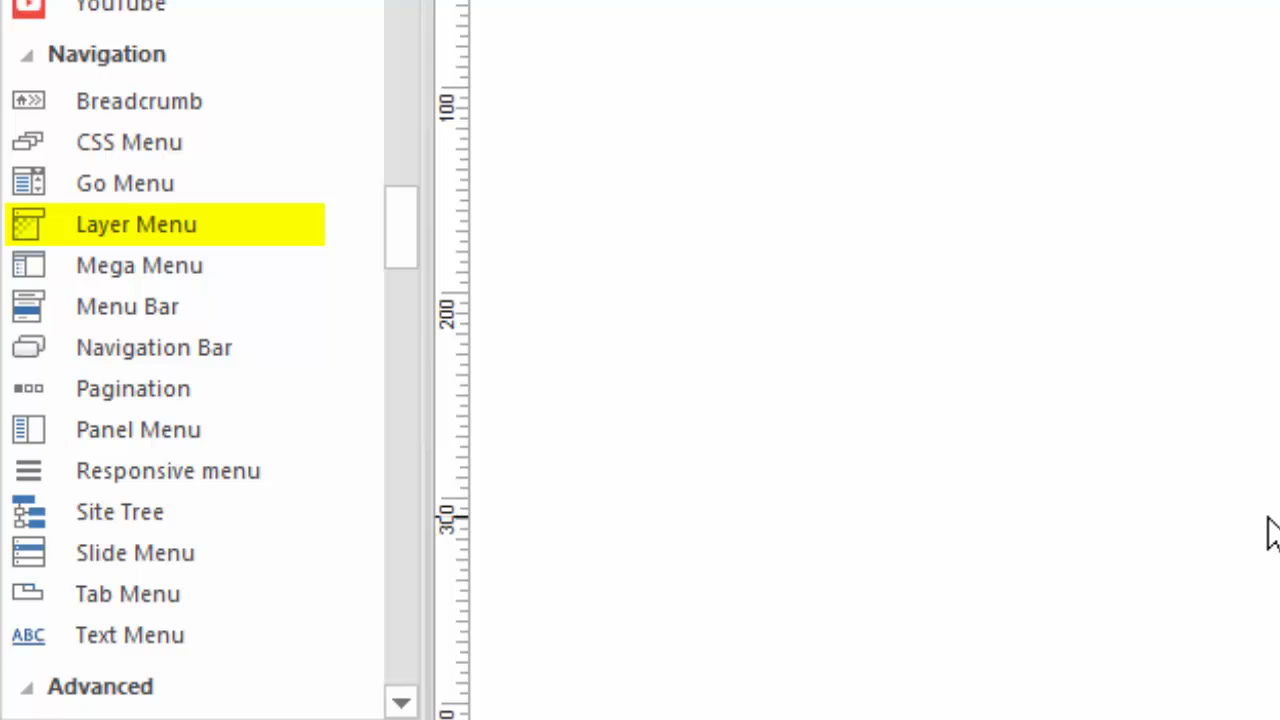 YouTube
Navigation
Breadcrumb
CSS Menu
Go Menu
Layer Menu
Mega Menu
Menu Bar
Navigation Bar
Pagination
Panel Menu
Responsive menu
Site Tree
Slide Menu
Tab Menu
ABC Text Menu
Advanced
100
200
300
0